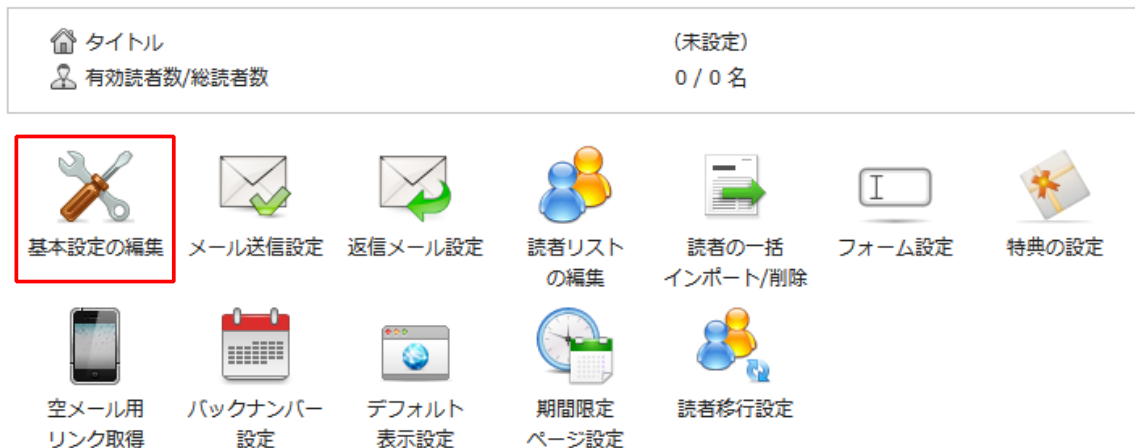 タイトル (未設定)
有効読者数/総読者数 0 / 0 名
基本設定の編集 メール送信設定 返信メール設定 読者リスト 読者の一括 フォーム設定 特典の設定
の編集 インポート/削除
空メール用 バックナンバー デフォルト 期間限定 読者移行設定
リンク取得 設定 表示設定 ページ設定